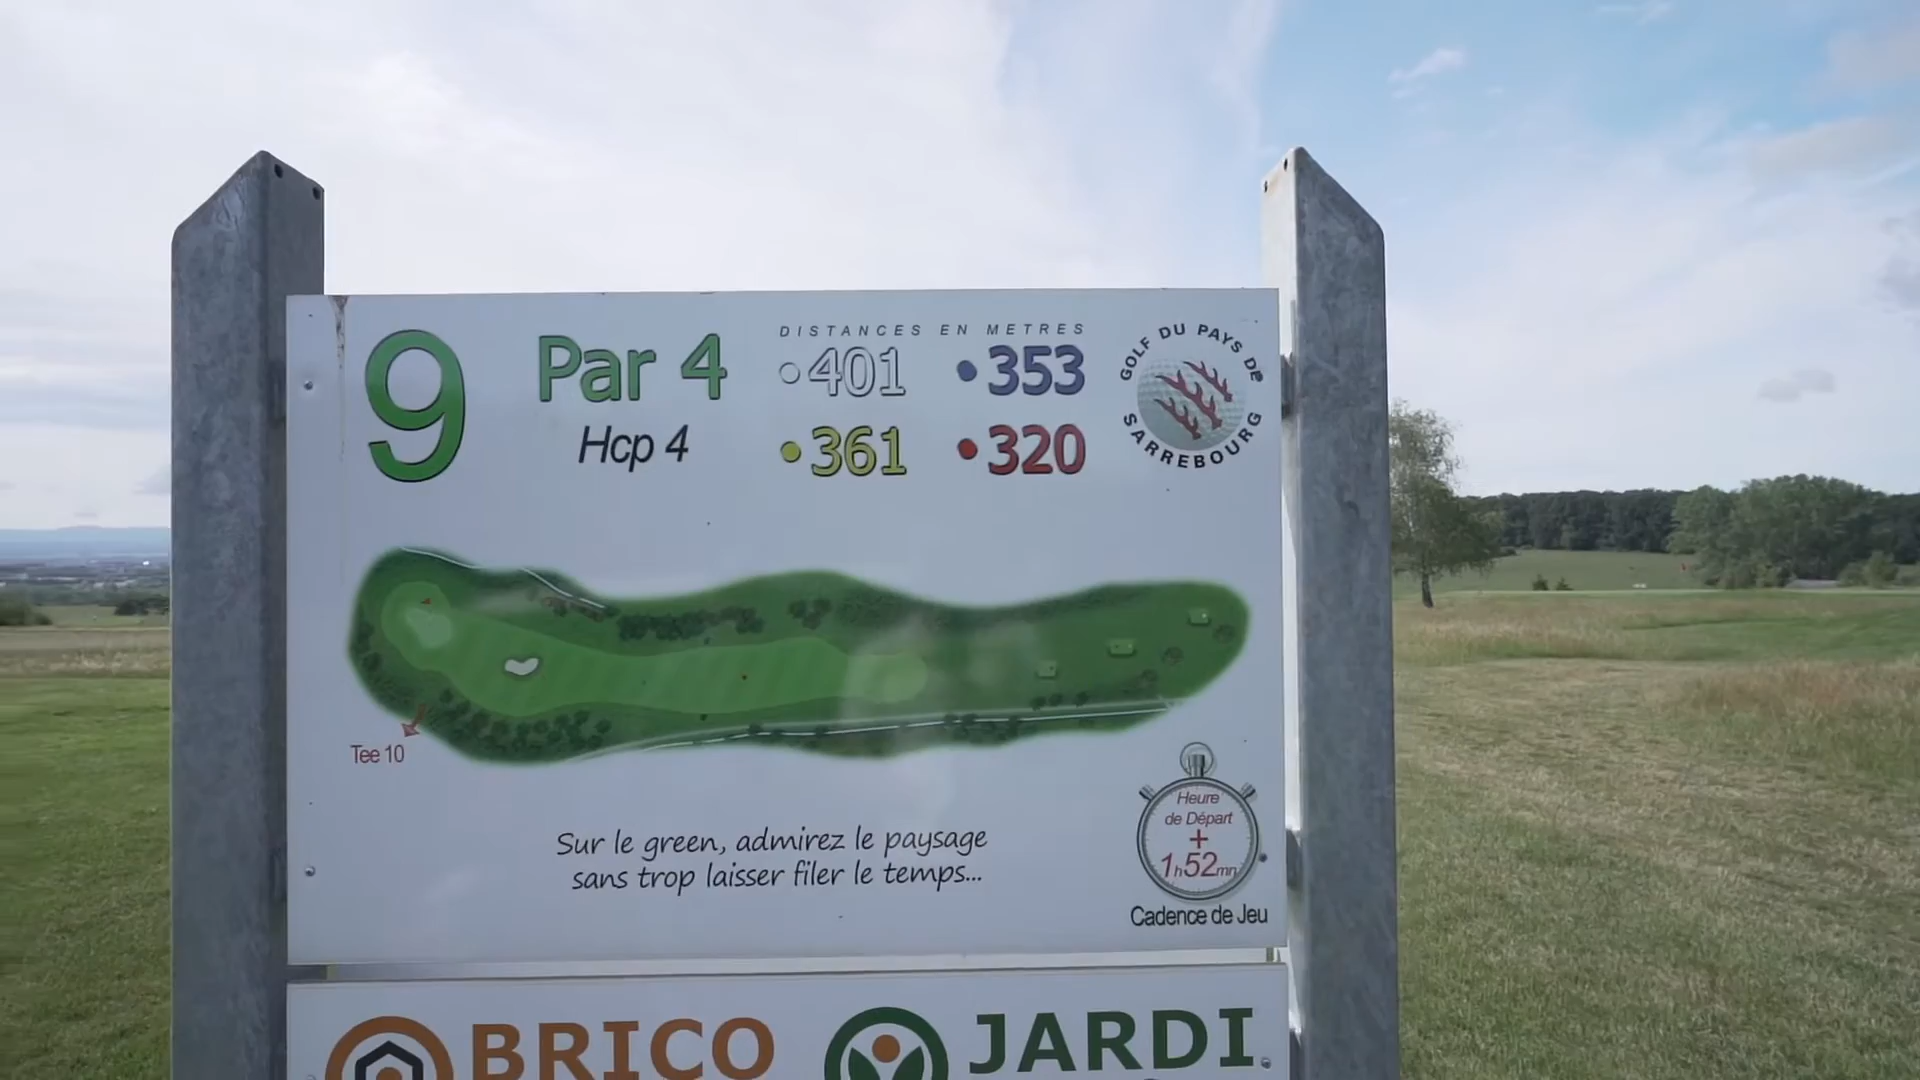 9
Par 4
Hcp 4
DISTANCES EN METRES
401 353
361 320
GOLF DU PAYS DE
SARREBOURG
Tee 10
Sur le green, admirez le paysage
sans trop laisser filer le temps...
Heure
de Départ
+
1h52mn
Cadence de Jeu
BRICO JARDI